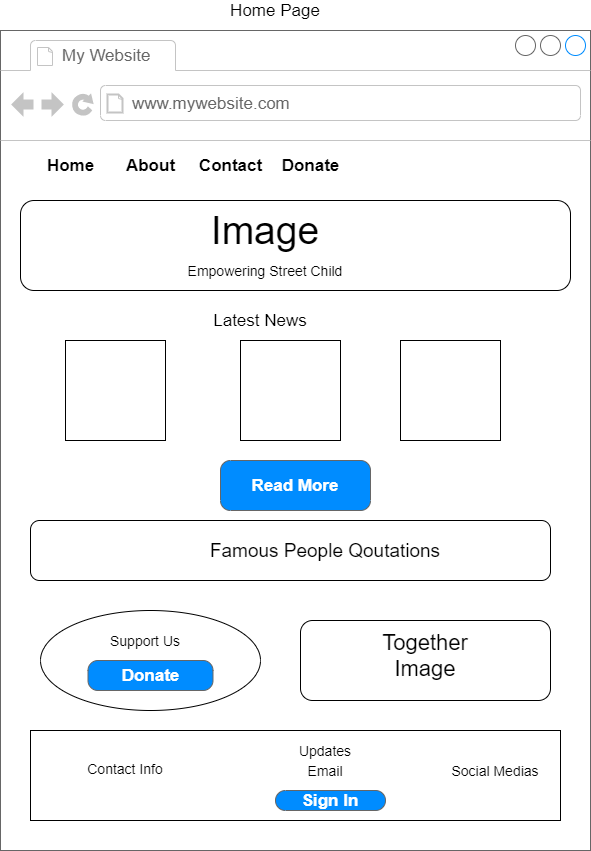 Home Page
My Website
www.mywebsite.com
Home About Contact Donate
Image
Empowering Street Child
Latest News
Read More
Famous People Qoutations
Support Us
Donate
Together
Image
Contact Info
Updates
Email
Sign In
Social Medias